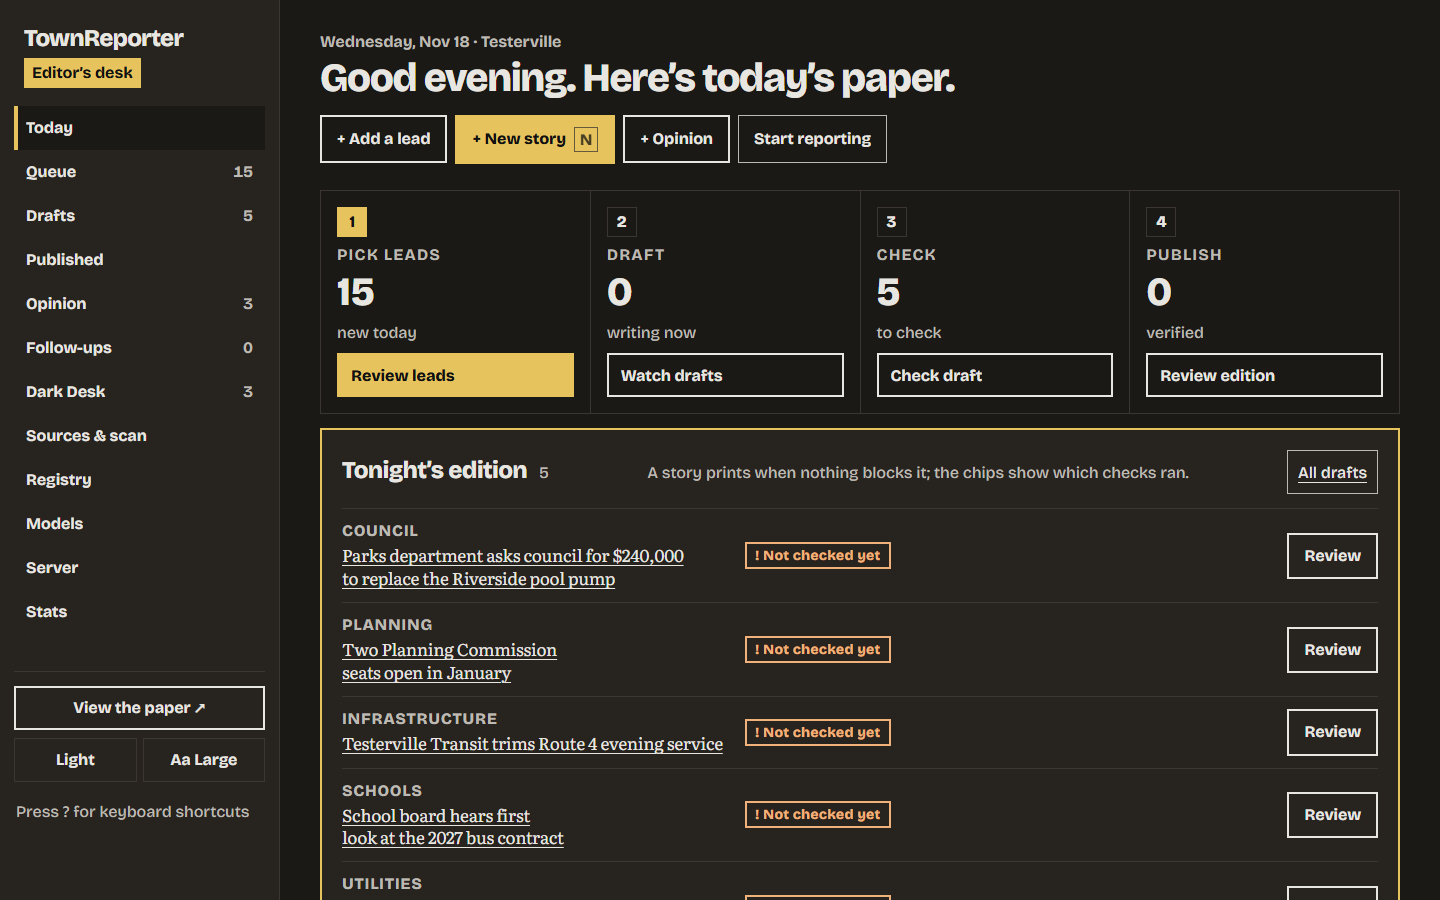 TownReporter
Editor's desk
Today
Queue 15
Drafts 5
Published
Opinion 3
Follow-ups 0
Dark Desk 3
Sources & scan
Registry
Models
Server
Stats
View the paper ↗
Light
Aa Large
Press ? for keyboard shortcuts
Wednesday, Nov 18 · Testerville
Good evening. Here's today's paper.
+ Add a lead
+ New story N
+ Opinion
Start reporting
1
PICK LEADS
15
new today
Review leads
2
DRAFT
0
writing now
Watch drafts
3
CHECK
5
to check
Check draft
4
PUBLISH
0
verified
Review edition
Tonight's edition 5
A story prints when nothing blocks it; the chips show which checks ran.
All drafts
COUNCIL
Parks department asks council for $240,000
to replace the Riverside pool pump
! Not checked yet
Review
PLANNING
Two Planning Commission
seats open in January
! Not checked yet
Review
INFRASTRUCTURE
Testerville Transit trims Route 4 evening service
! Not checked yet
Review
SCHOOLS
School board hears first
look at the 2027 bus contract
! Not checked yet
Review
UTILITIES